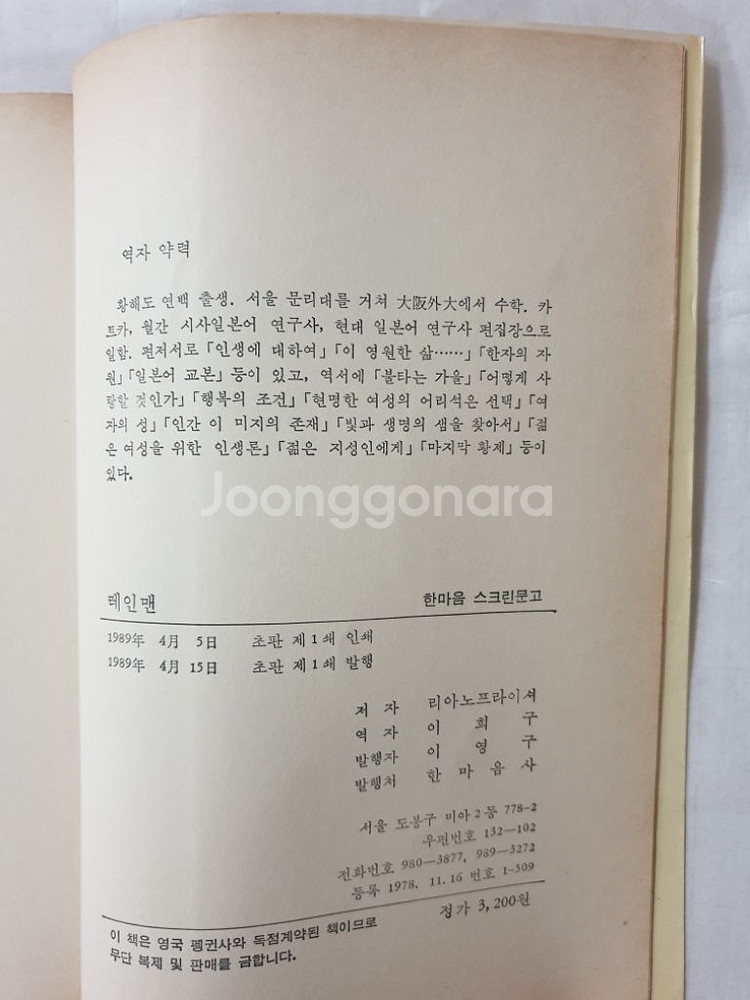 역자 약력
황해도 연백 출생. 서울 문리대를 거쳐 大阪外大에서 수학. 카
트카, 월간 시사일본어 연구사, 현대 일본어 연구사 편집장으로
일함. 편저서로 「인생에 대하여」「이 영원한 삶……」「한자의 자
원」「일본어 교본」 등이 있고, 역서에 「불타는 가을」「어떻게 사
랑할 것인가」「행복의 조건」「현명한 여성의 어리석은 선택」「여
자의 성」「인간 이 미지의 존재」「빛과 생명의 샘을 찾아서」「젊
은 여성을 위한 인생론」「젊은 지성인에게」「마지막 황제」 등이
있다.
Joonggonara
레인맨 한마음 스크린문고
1989年 4月 5日 초판 제1쇄 인쇄
1989年 4月 15日 초판 제1쇄 발행
저 자 리아노프라이셔
역 자 이 희 구
발행자 이 영 구
발행처 한 마 음 사
서울 도봉구 미아2동 778-2
우편번호 132-102
전화번호 980-3877, 989-3272
등록 1978. 11.16 번호 1-509
정가 3,200원
이 책은 영국 펭귄사와 독점계약된 책이므로
무단 복제 및 판매를 금합니다.